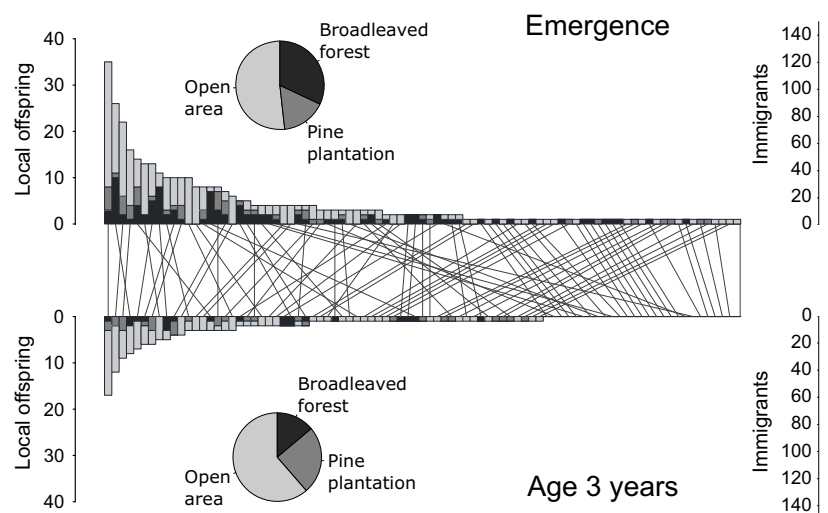 Emergence
Broadleaved
forest
Open
area
Pine
plantation
Local offspring
40
30
20
10
0
Immigrants
140
120
100
80
60
40
20
0
Local offspring
0
10
20
30
40
Broadleaved
forest
Open
area
Pine
plantation
Age 3 years
Immigrants
0
20
40
60
80
100
120
140